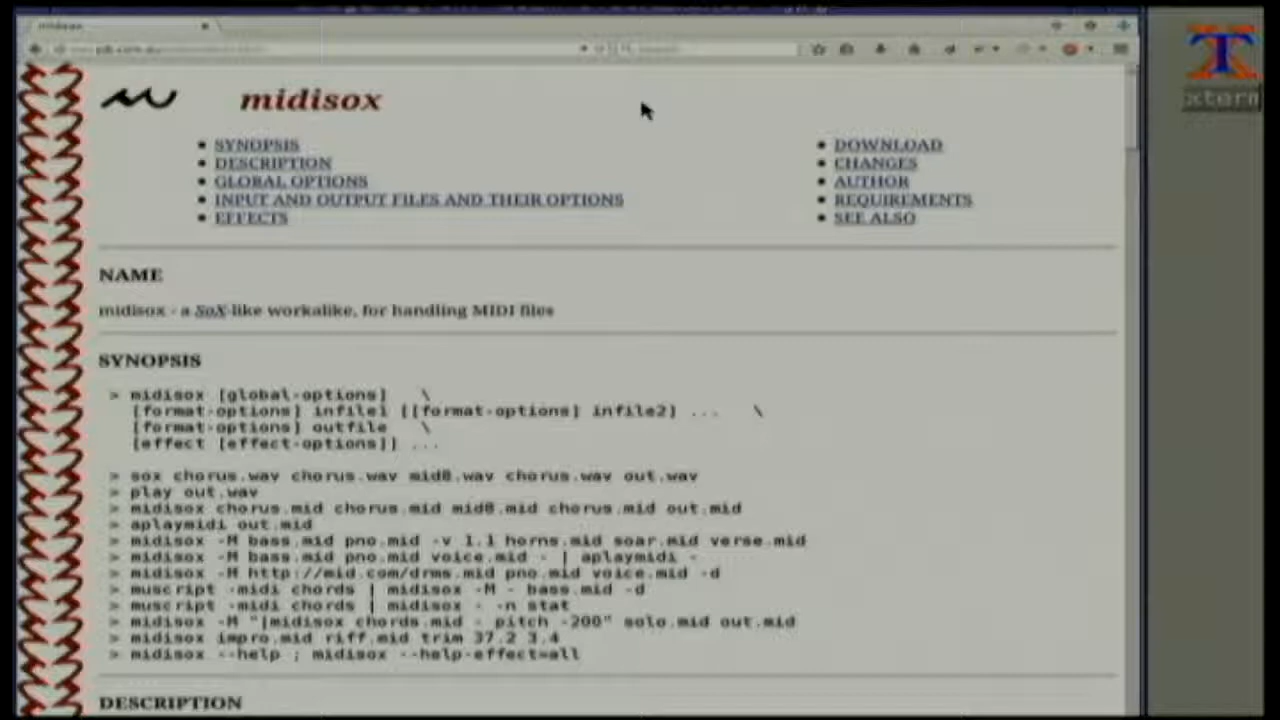 midisox
midisox
SYNOPSIS
DESCRIPTION
GLOBAL OPTIONS
INPUT AND OUTPUT FILES AND THEIR OPTIONS
EFFECTS
DOWNLOAD
CHANGES
AUTHOR
REQUIREMENTS
SEE ALSO
NAME
midisox - a SoX-like workalike, for handling MIDI files
SYNOPSIS
> midisox [global-options] \
[format-options] infile1 [[format-options] infile2] ... \
[format-options] outfile \
[effect [effect-options]] ...
> sox chorus.wav chorus.wav mid8.wav chorus.wav out.wav
> play out.wav
> midisox chorus.mid chorus.mid mid8.mid chorus.mid out.mid
> aplaymidi out.mid
> midisox -M bass.mid pno.mid -v 1.1 horns.mid soar.mid verse.mid
> midisox -M bass.mid pno.mid voice.mid - | aplaymidi -
> midisox -M http://mid.com/drms.mid pno.mid voice.mid -d
> muscript -midi chords | midisox -M - bass.mid -d
> muscript -midi chords | midisox - -n stat
> midisox -M "|midisox chords.mid - pitch -200" solo.mid out.mid
> midisox impro.mid riff.mid trim 37.2 3.4
> midisox --help ; midisox --help-effect=all
DESCRIPTION
xterm